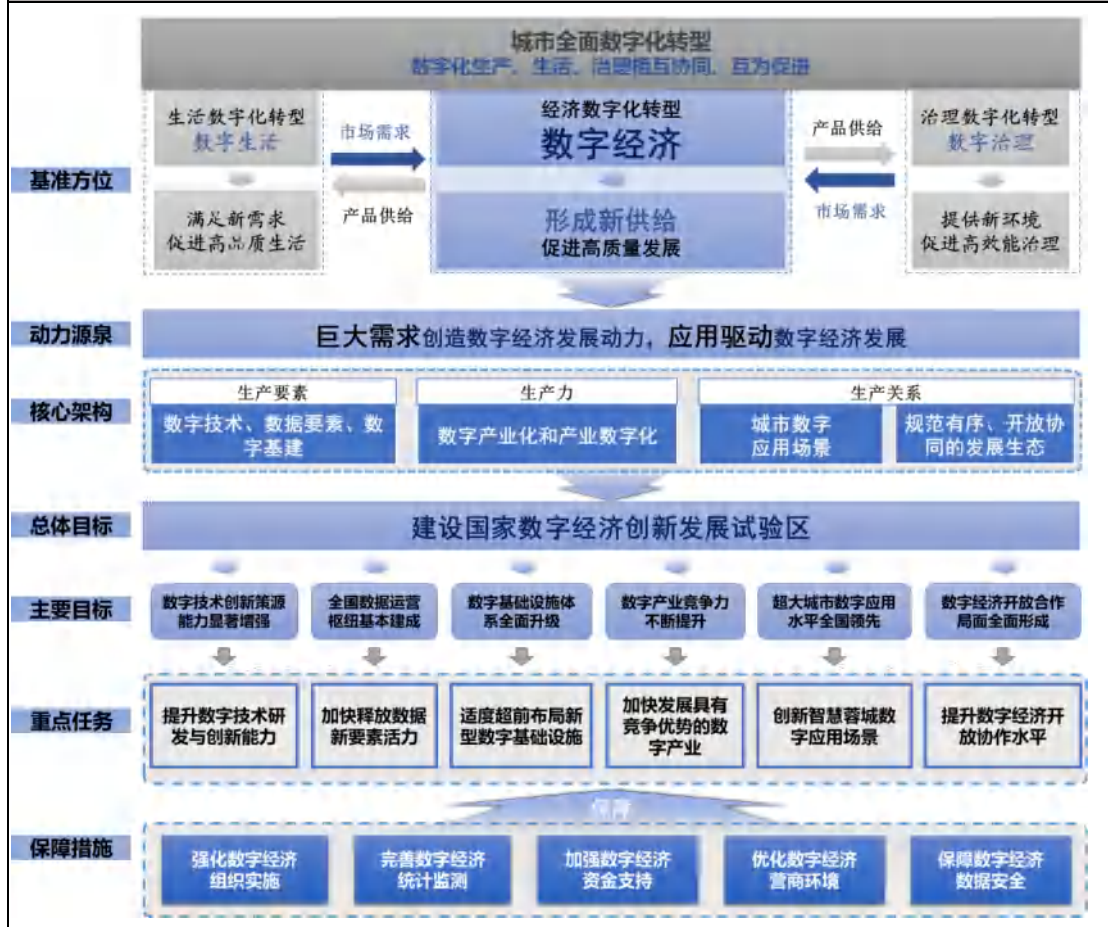 城市全面数字化转型
数字化生产、生活、治理相互协同、互为促进
基准方位
生活数字化转型
数字生活
满足新需求
促进高品质生活
市场需求
产品供给
经济数字化转型
数字经济
形成新供给
促进高质量发展
产品供给
市场需求
治理数字化转型
数字治理
提供新环境
促进高效能治理
动力源泉
巨大需求创造数字经济发展动力，应用驱动数字经济发展
核心架构
生产要素
数字技术、数据要素、数
字基建
生产力
数字产业化和产业数字化
生产关系
城市数字
应用场景
规范有序、开放协
同的发展生态
总体目标
建设国家数字经济创新发展试验区
主要目标
数字技术创新策源
能力显著增强
全国数据运营
枢纽基本建成
数字基础设施体
系全面升级
数字产业竞争力
不断提升
超大城市数字应用
水平全国领先
数字经济开放合作
局面全面形成
重点任务
提升数字技术研
发与创新能力
加快释放数据
新要素活力
适度超前布局新
型数字基础设施
加快发展具有
竞争优势的数
字产业
创新智慧蓉城数
字应用场景
提升数字经济开
放协作水平
保障
保障措施
强化数字经济
组织实施
完善数字经济
统计监测
加强数字经济
资金支持
优化数字经济
营商环境
保障数字经济
数据安全